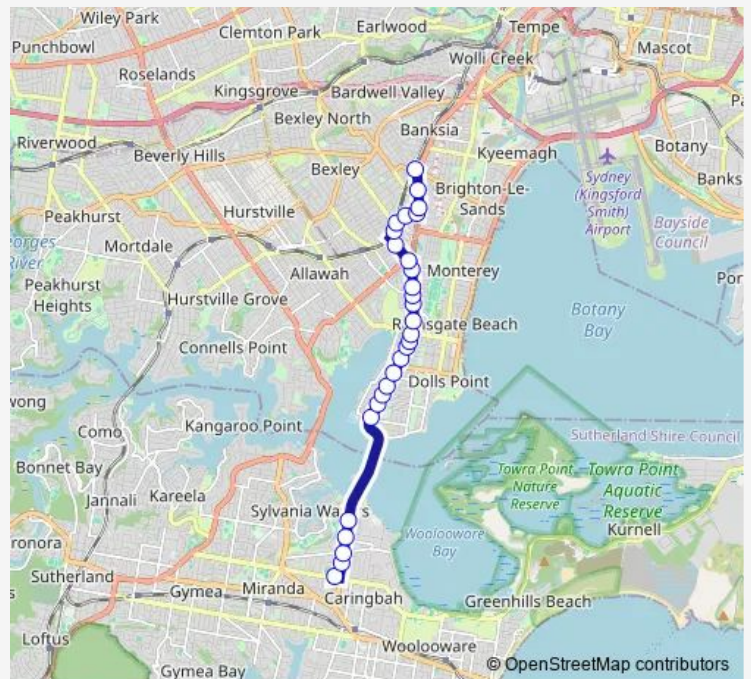 Wiley Park
Clemton Park
Earlwood
Tempe
Punchbowl
Wolli Creek
Mascot
Roselands
Kingsgrove
Bardwell Valley
Bexley North
Banksia
Botany
Riverwood
Beverly Hills
Kyeemagh
Bexley
Sydney
(Kingsford
Smith)
Airport
Banks
Brighton-Le-
Sands
Peakhurst
Hurstville
Bayside
Council
Mortdale
Allawah
Monterey
Peakhurst
Heights
Hurstville Grove
Botany
Bay
Connells Point
Beach
Dolls Point
Como
Kangaroo Point
Sutherland Shire Council
Bonnet Bay
Towra Point
Nature
Reserve
Towra Point
Aquatic
Reserve
Jannali
Kareela
Sylvania
Kurnell
Woolooware
Bay
Sutherland
Gymea
Miranda
Caringbah
Greenhills Beach
Loftus
Woolooware
Gymea Bay
© OpenStreetMap contributors